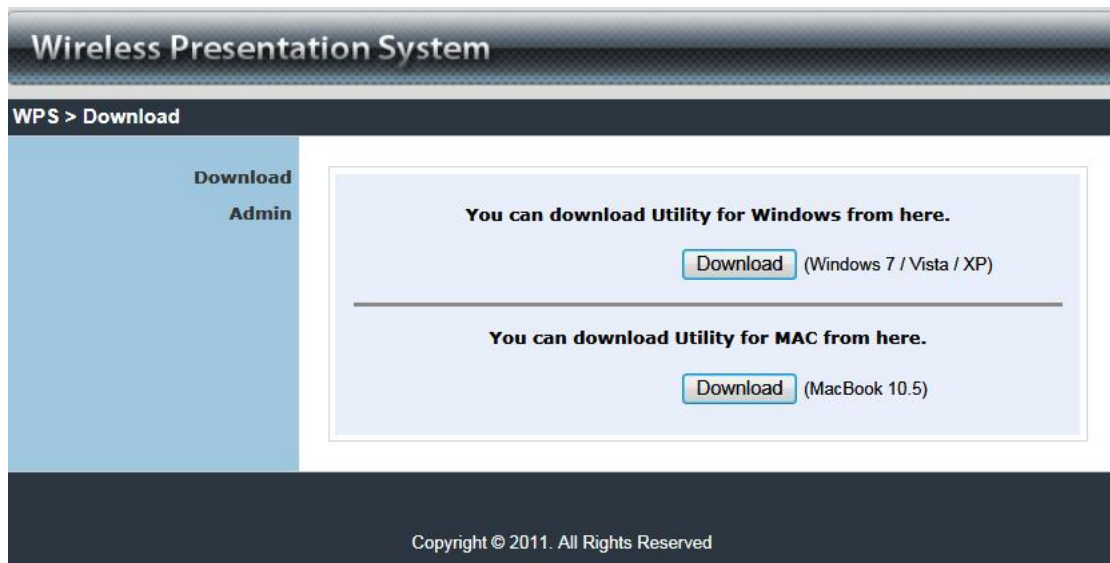 Wireless Presentation System
WPS > Download
Download
Admin
You can download Utility for Windows from here.
Download (Windows 7 / Vista / XP)
You can download Utility for MAC from here.
Download (MacBook 10.5)
Copyright © 2011. All Rights Reserved